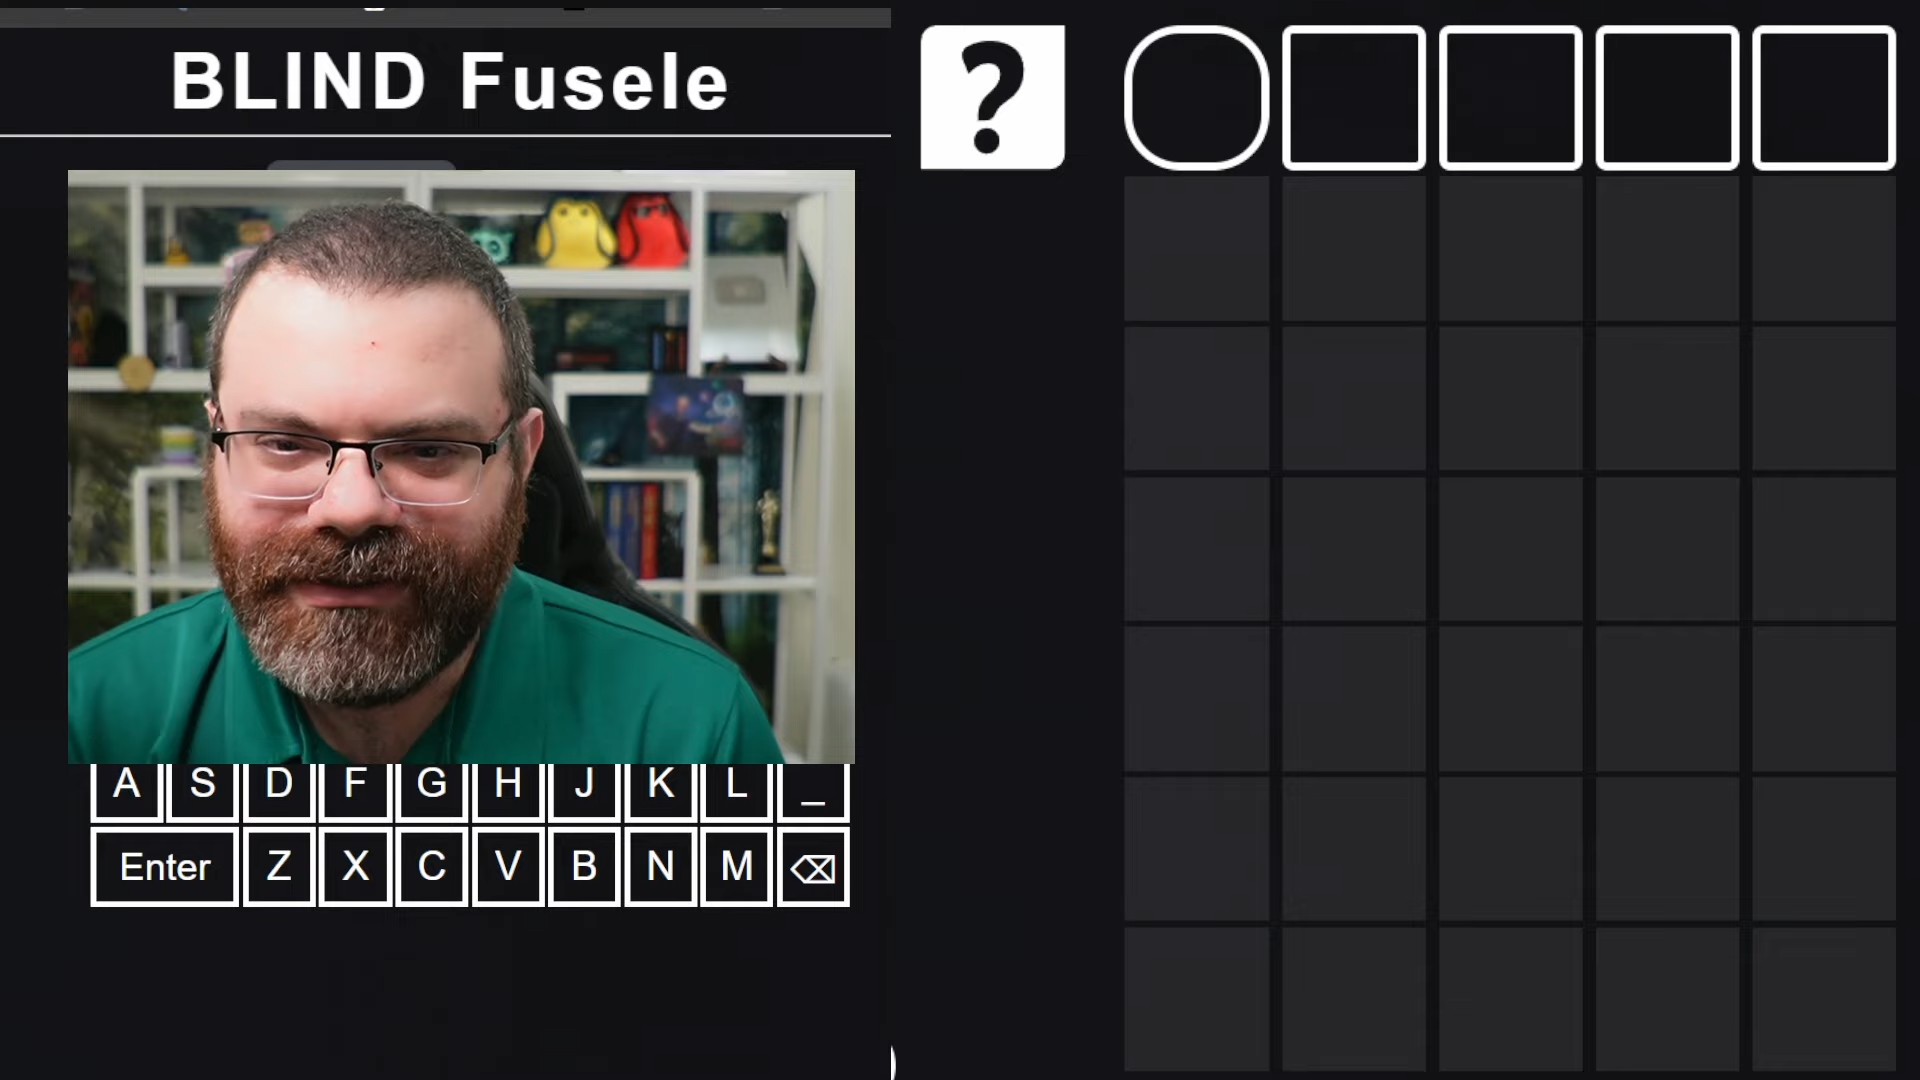 BLIND Fusele
?
A S D F G H J K L _
Enter Z X C V B N M ⌫